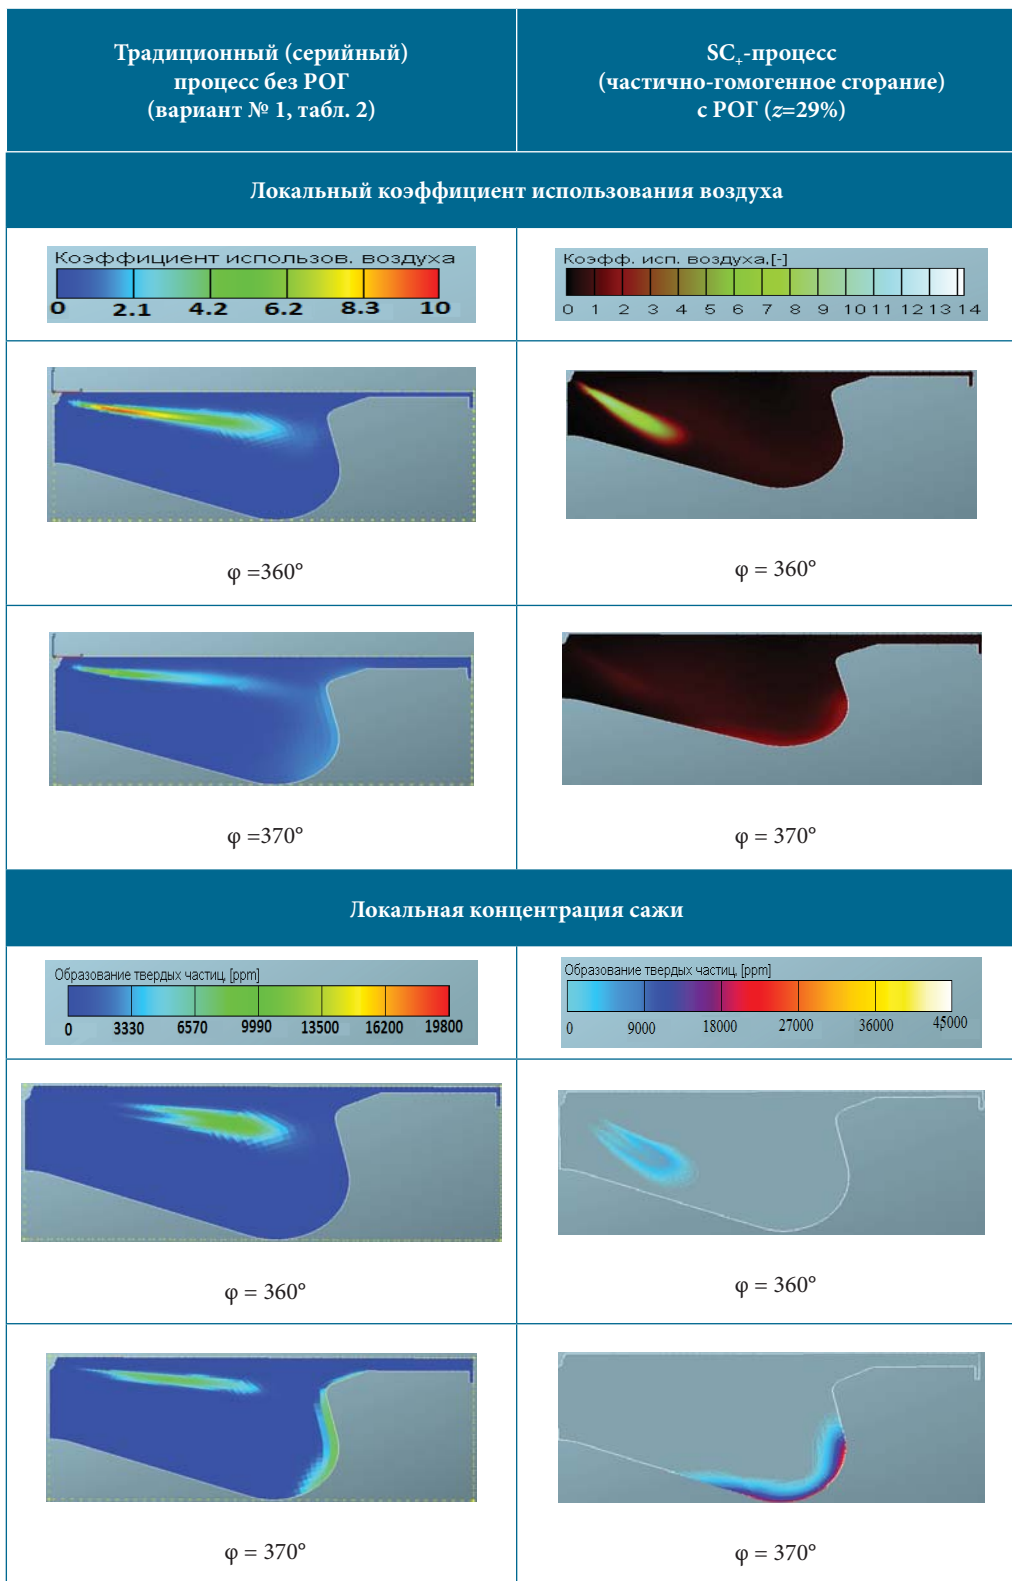 Традиционный (серийный)
процесс без РОГ
(вариант № 1, табл. 2)
SC₊-процесс
(частично-гомогенное сгорание)
с РОГ (z=29%)
Локальный коэффициент использования воздуха
Коэффициент использов. воздуха
0 2.1 4.2 6.2 8.3 10
Коэфф. исп. воздуха,[-]
0 1 2 3 4 5 6 7 8 9 10 11 12 13 14
φ =360°
φ = 360°
φ =370°
φ = 370°
Локальная концентрация сажи
Образование твердых частиц, [ppm]
0 3330 6570 9990 13500 16200 19800
Образование твердых частиц, [ppm]
0 9000 18000 27000 36000 45000
φ = 360°
φ = 360°
φ = 370°
φ = 370°